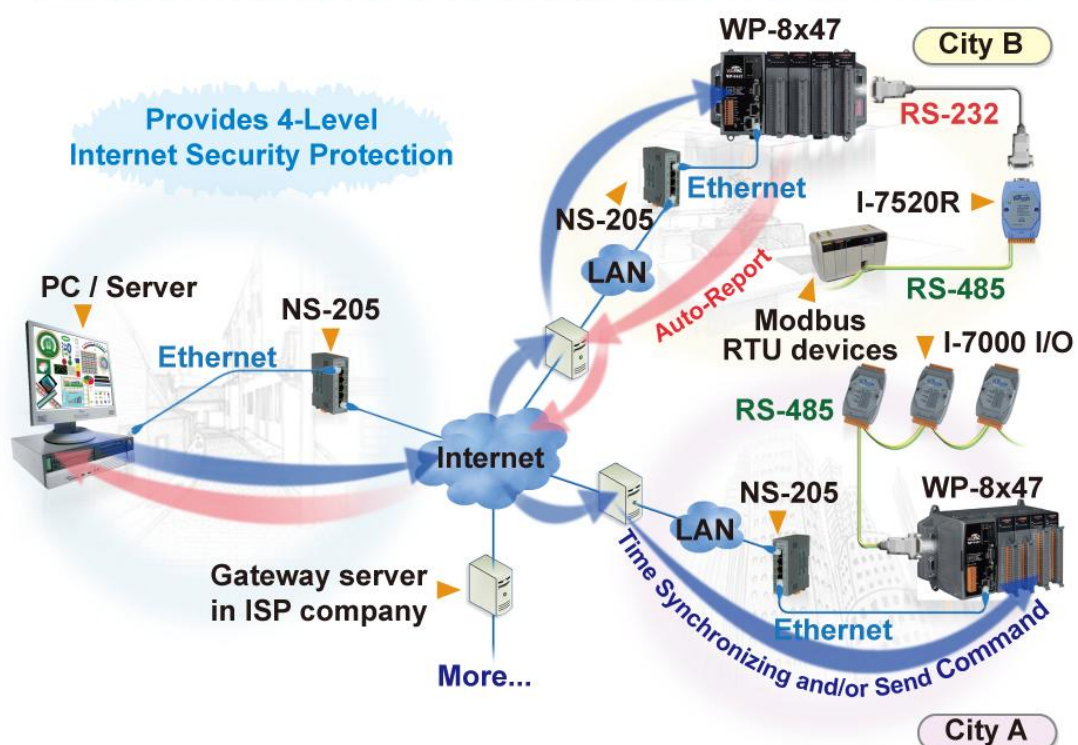 WP-8x47
City B
Provides 4-Level
Internet Security Protection
RS-232
Ethernet
NS-205
I-7520R
LAN
PC / Server
NS-205
Auto-Report
RS-485
Modbus
RTU devices
I-7000 I/O
Ethernet
RS-485
Internet
NS-205
WP-8x47
LAN
Gateway server
in ISP company
Time Synchronizing and/or Send Command
Ethernet
More...
City A